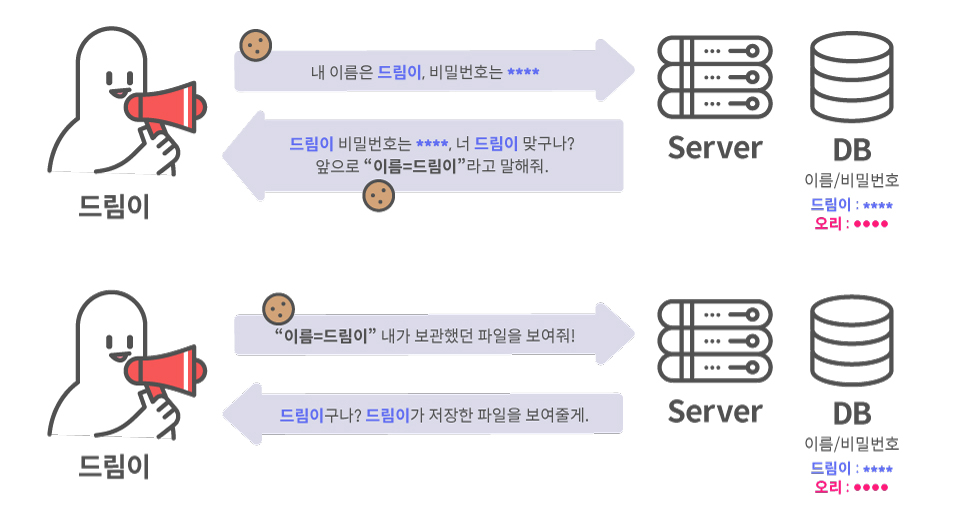 내 이름은 드림이, 비밀번호는 ****
드림이 비밀번호는 ****, 너 드림이 맞구나?
앞으로 “이름=드림이”라고 말해줘.
드림이
Server
DB
이름/비밀번호
드림이 : ****
오리 : ●●●●
“이름=드림이” 내가 보관했던 파일을 보여줘!
드림이구나? 드림이가 저장한 파일을 보여줄게.
드림이
Server
DB
이름/비밀번호
드림이 : ****
오리 : ●●●●